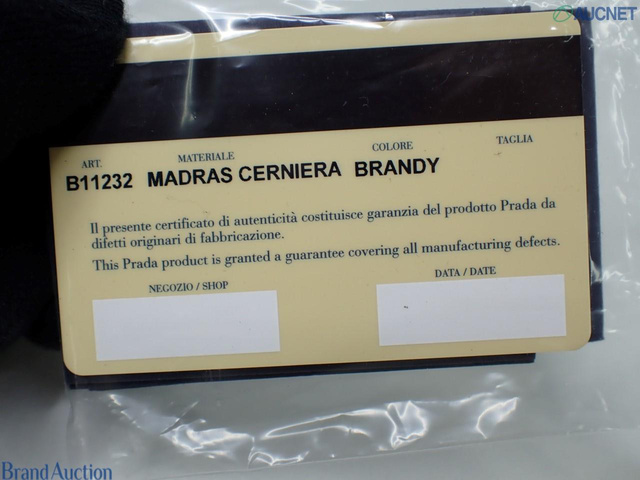 AUCNET
ART. MATERIALE COLORE TAGLIA
B11232 MADRAS CERNIERA BRANDY
Il presente certificato di autenticità costituisce garanzia del prodotto Prada da
difetti originari di fabbricazione.
This Prada product is granted a guarantee covering all manufacturing defects.
NEGOZIO / SHOP DATA / DATE
Brand Auction